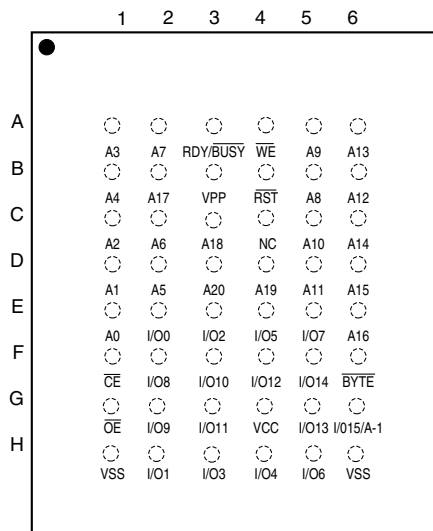 1 2 3 4 5 6
A
A3 A7 RDY/BUSY WE A9 A13
B
A4 A17 VPP RST A8 A12
C
A2 A6 A18 NC A10 A14
D
A1 A5 A20 A19 A11 A15
E
A0 I/O0 I/O2 I/O5 I/O7 A16
F
CE I/O8 I/O10 I/O12 I/O14 BYTE
G
OE I/O9 I/O11 VCC I/O13 I/015/A-1
H
VSS I/O1 I/O3 I/O4 I/O6 VSS